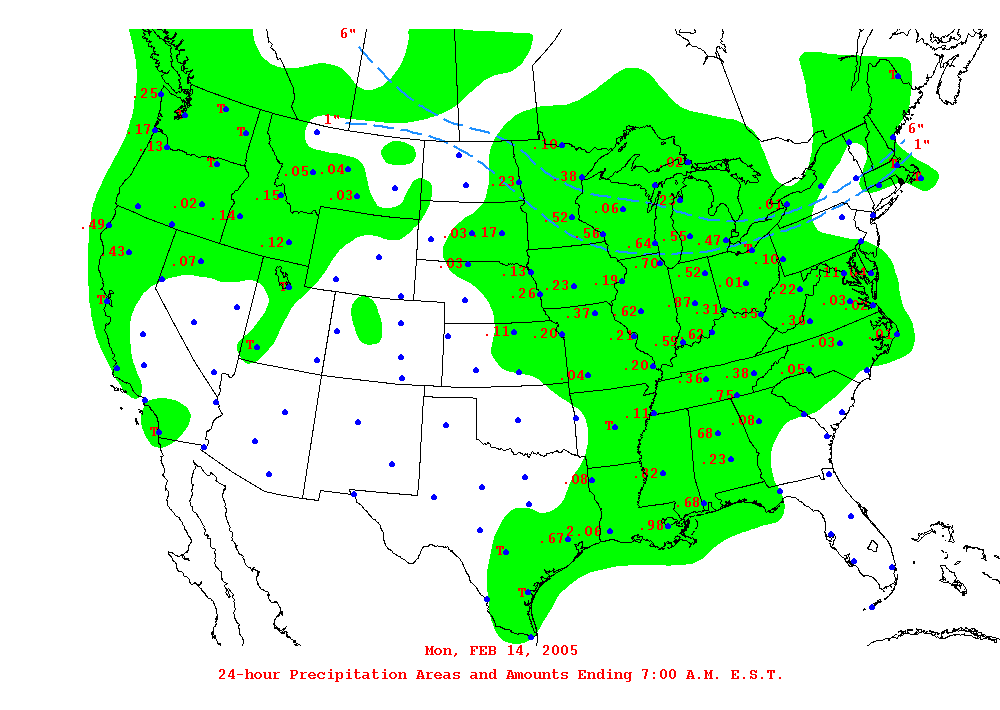 6"
T
.25 T 1"
.17 T 6"
.13 .10 1"
T .02
.05 .04 .38 T
.15 .03 .23
.02 .23 .01
.14 .52 .06
.49 .03 .17 .56 .64 .55 .47
.12 T
43 .03 .70 .10
.07 .13 .52 .11 .04
T T .26 .23 .19 .01 .22
.37 62 .87 .31 .35 .03 .02
.38
.11 .20 .21 .59 62 .01
T .03
.04 .20 .36 .38 .05
.75
.11 .08
T T 68
.23
.08 .32
.68
.67 2.06 .98
T
T
Mon, FEB 14, 2005
24-hour Precipitation Areas and Amounts Ending 7:00 A.M. E.S.T.